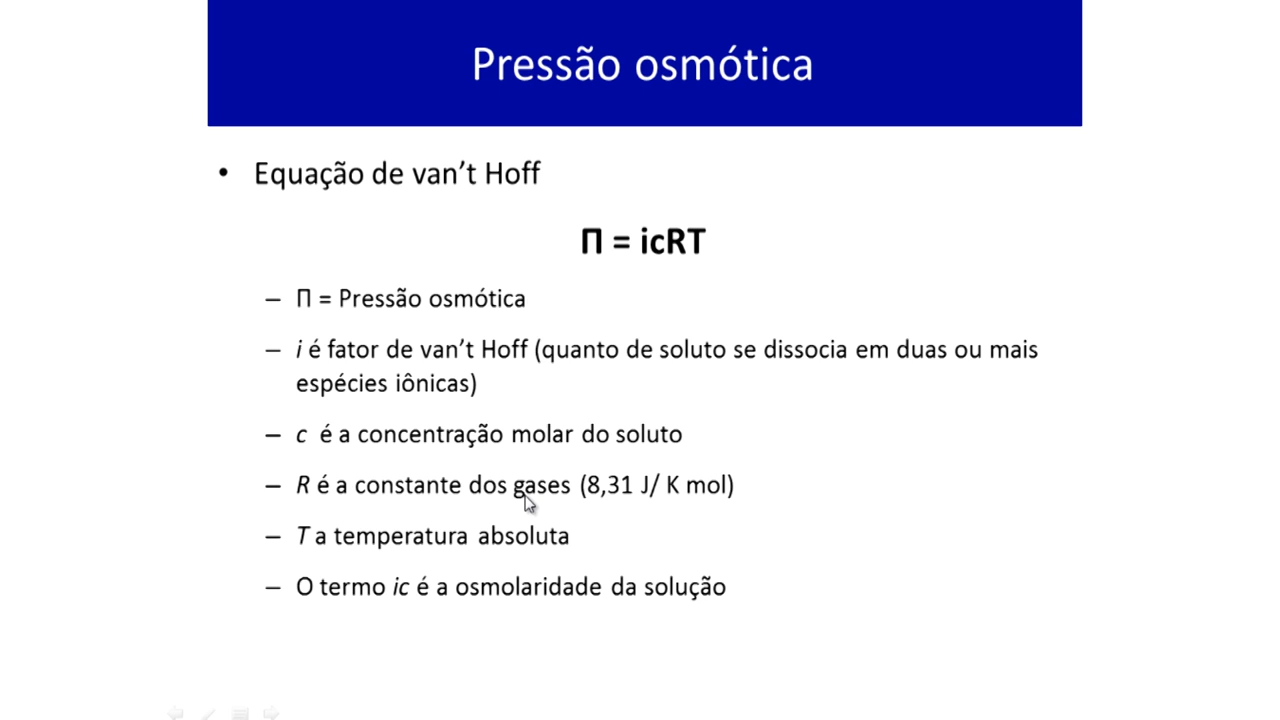 Pressão osmótica
• Equação de van’t Hoff
Π = icRT
– Π = Pressão osmótica
– i é fator de van’t Hoff (quanto de soluto se dissocia em duas ou mais
espécies iônicas)
– c é a concentração molar do soluto
– R é a constante dos gases (8,31 J/ K mol)
– T a temperatura absoluta
– O termo ic é a osmolaridade da solução